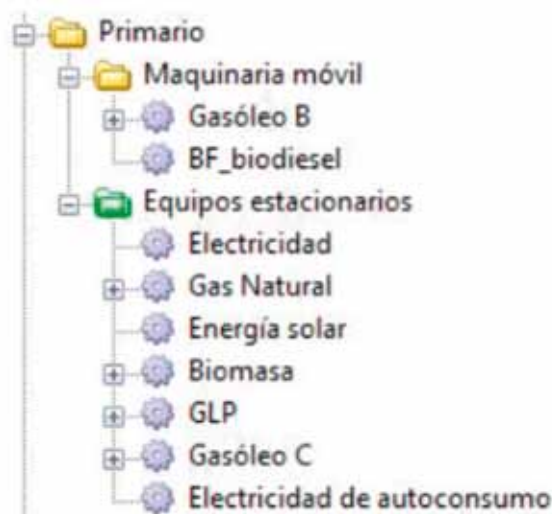 Primario
Maquinaria móvil
Gasóleo B
BF_biodiesel
Equipos estacionarios
Electricidad
Gas Natural
Energía solar
Biomasa
GLP
Gasóleo C
Electricidad de autoconsumo